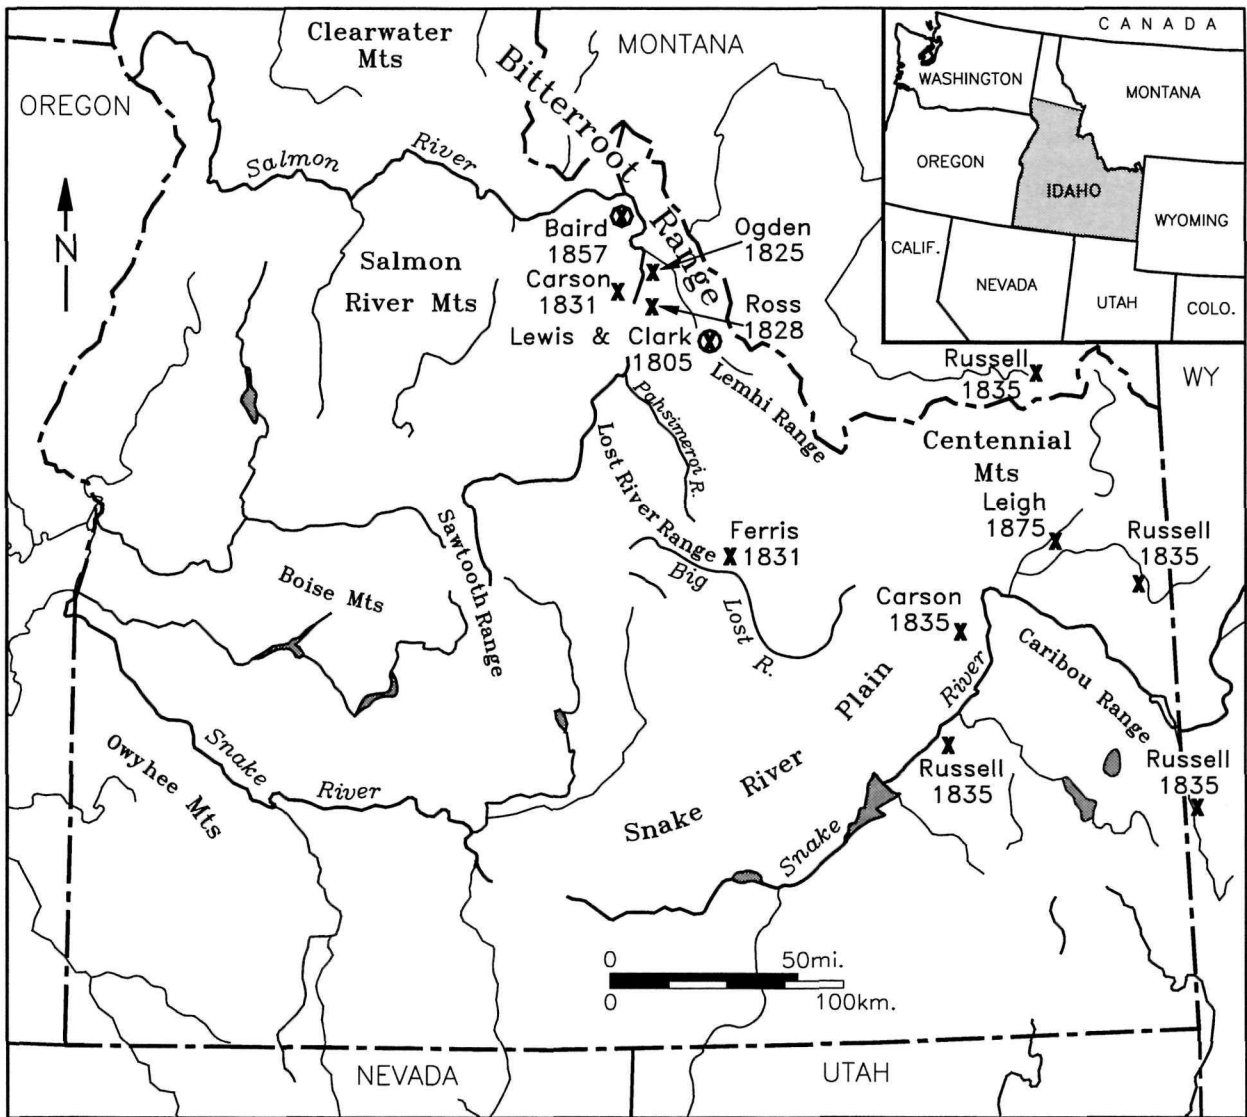 Clearwater
Mts
MONTANA
OREGON
Bitterroot
Range
Salmon
River
N
Baird
1857
Ogden
1825
Salmon
River Mts
Carson
1831
Ross
1828
Lewis & Clark
1805
Russell
1835
WY
Lemhi Range
Pahsimeroi R.
Lost River Range
Centennial
Mts
Leigh
1875
Russell
1835
Sawtooth Range
Ferris
1831
Big
Lost
R.
Boise Mts
Carson
1835
Caribou Range
Snake
River
Plain
River
Snake
Owyhee Mts
Snake
River
Russell
1835
Russell
1835
0
50mi.
0
100km.
NEVADA
UTAH
CANADA
WASHINGTON
MONTANA
OREGON
IDAHO
WYOMING
CALIF.
NEVADA
UTAH
COLO.